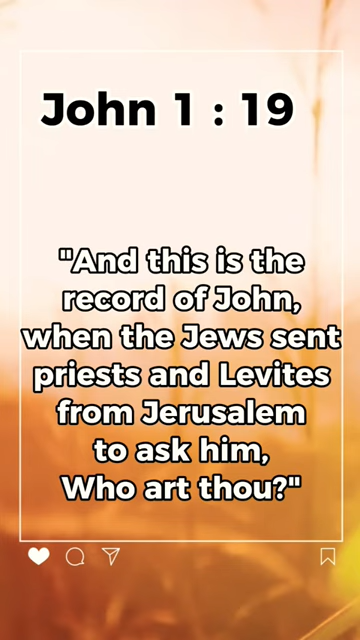 John 1 : 19
"And this is the
record of John,
when the Jews sent
priests and Levites
from Jerusalem
to ask him,
Who art thou?"